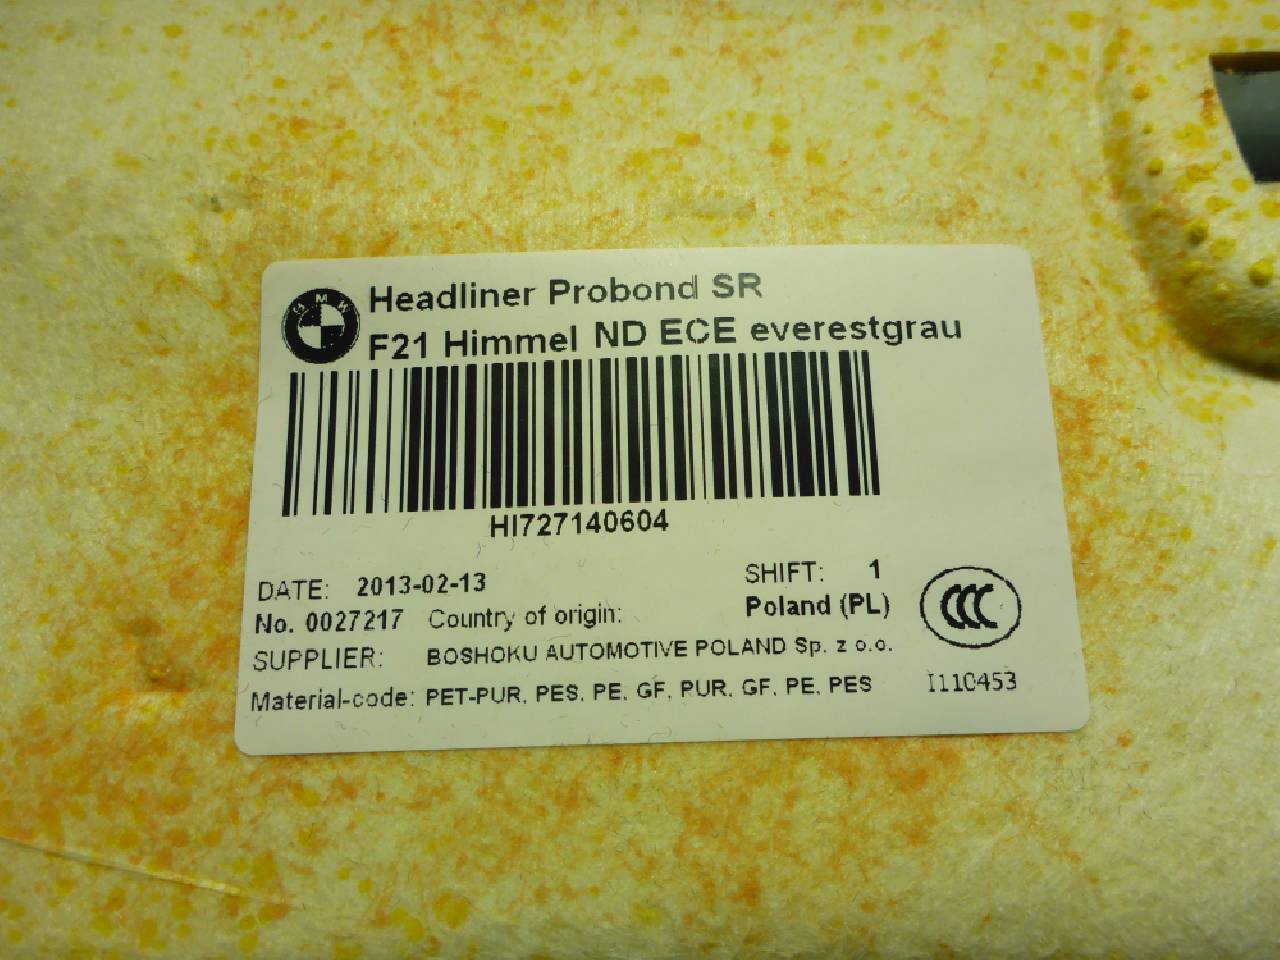 BMW
Headliner Probond SR
F21 Himmel ND ECE everestgrau
HI727140604
DATE: 2013-02-13 SHIFT: 1
No. 0027217 Country of origin: Poland (PL)
CCC
SUPPLIER: BOSHOKU AUTOMOTIVE POLAND Sp. z o.o.
Material-code: PET-PUR, PES, PE, GF, PUR, GF, PE, PES I110453